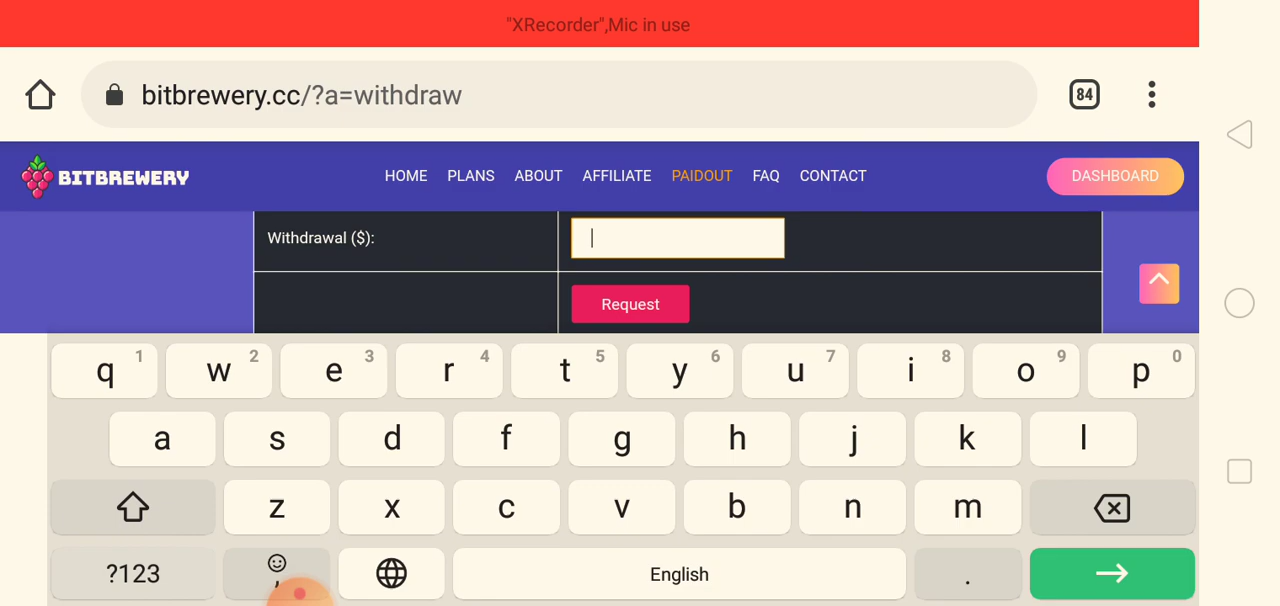 "XRecorder",Mic in use
bitbrewery.cc/?a=withdraw
84
BITBREWERY
HOME PLANS ABOUT AFFILIATE PAIDOUT FAQ CONTACT
DASHBOARD
Withdrawal ($):
Request
q 1 w 2 e 3 r 4 t 5 y 6 u 7 i 8 o 9 p 0
a s d f g h j k l
z x c v b n m
?123 , English .